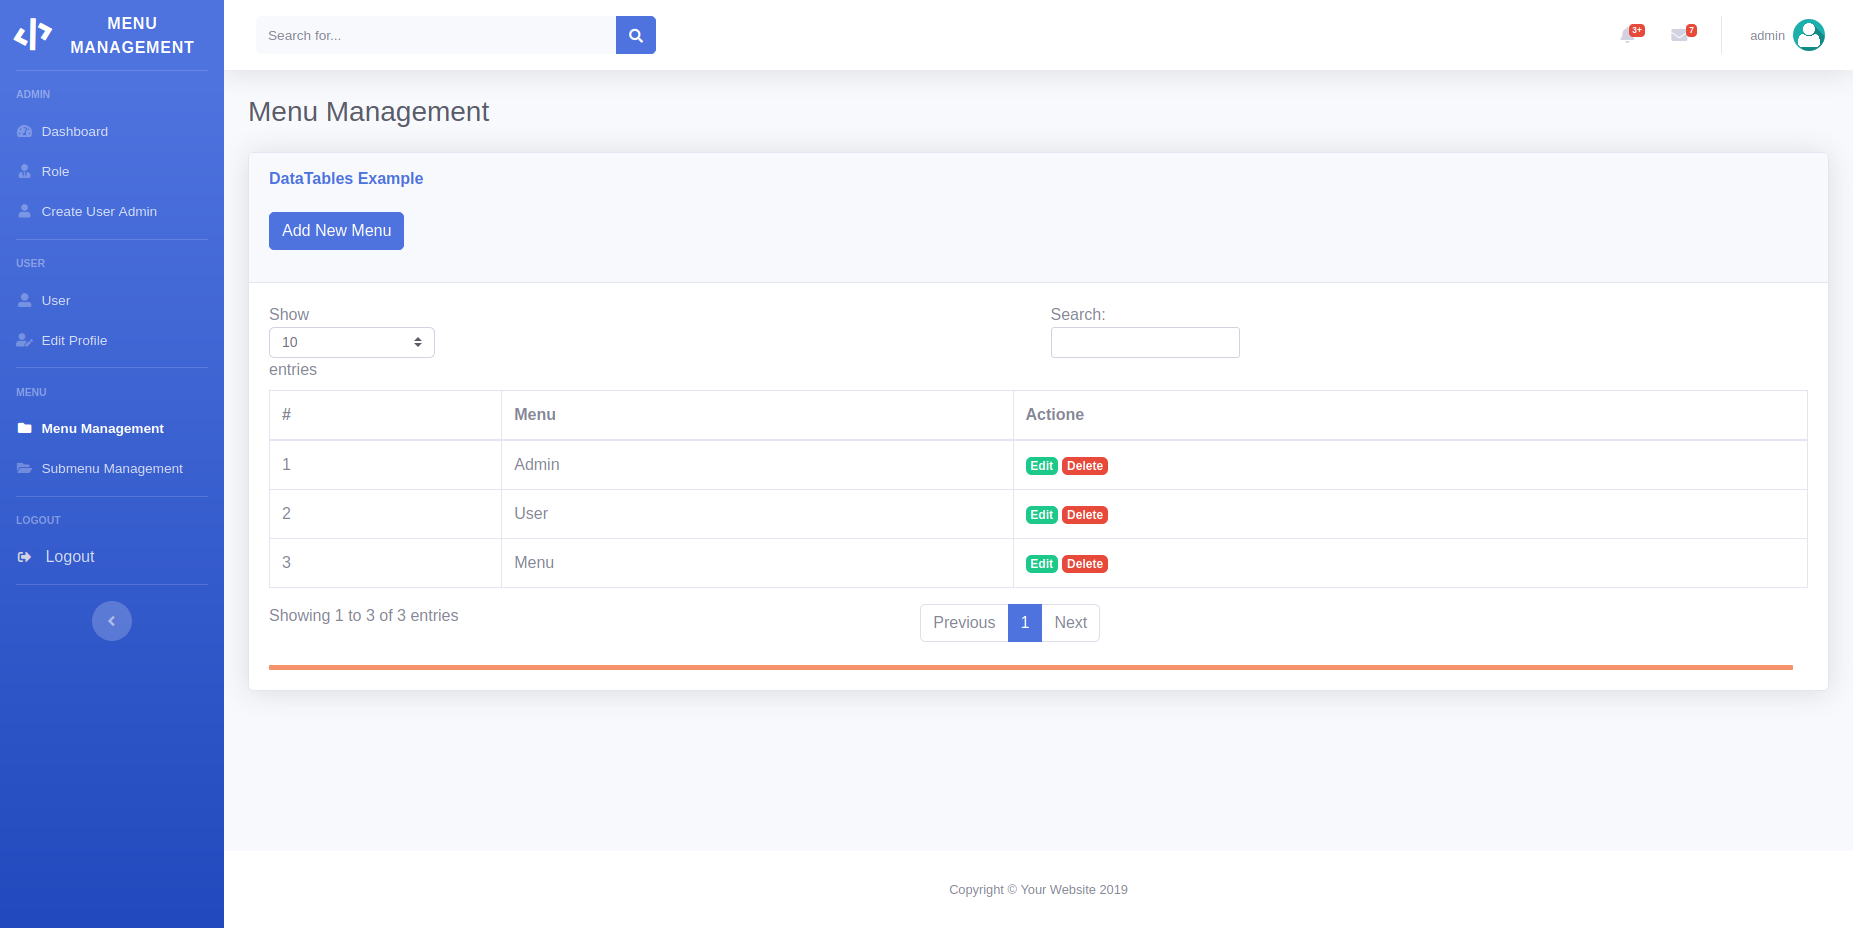 MENU
MANAGEMENT
ADMIN
Dashboard
Role
Create User Admin
USER
User
Edit Profile
MENU
Menu Management
Submenu Management
LOGOUT
Logout
Search for...
3+
7
admin
Menu Management
DataTables Example
Add New Menu
Show
10
entries
Search:
# Menu Actione
1 Admin Edit Delete
2 User Edit Delete
3 Menu Edit Delete
Showing 1 to 3 of 3 entries
Previous 1 Next
Copyright © Your Website 2019